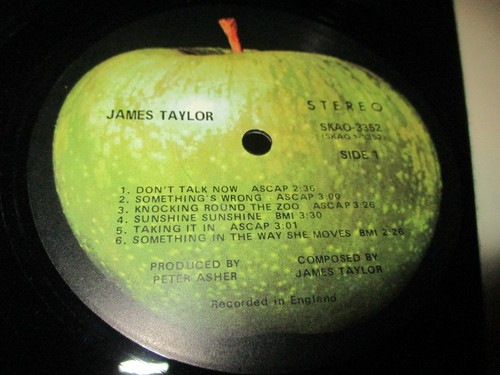 JAMES TAYLOR
STEREO
SKAO-3352
SIDE 1
1. DON'T TALK NOW ASCAP 2:36
2. SOMETHING'S WRONG ASCAP 3:00
3. KNOCKING ROUND THE ZOO ASCAP 3:26
4. SUNSHINE SUNSHINE BMI 3:30
5. TAKING IT IN ASCAP 3:01
6. SOMETHING IN THE WAY SHE MOVES BMI 2:26
PRODUCED BY
PETER ASHER
COMPOSED BY
JAMES TAYLOR
Recorded in England